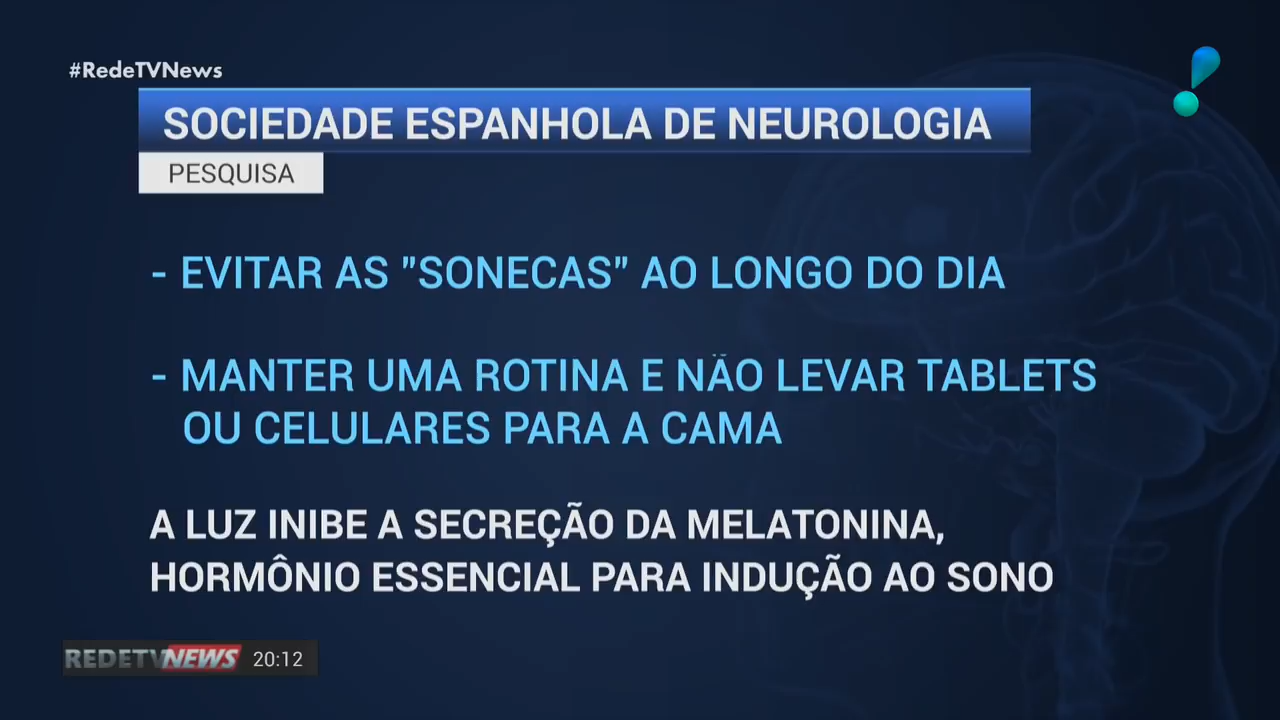 #RedeTVNews
SOCIEDADE ESPANHOLA DE NEUROLOGIA
PESQUISA
- EVITAR AS "SONECAS" AO LONGO DO DIA
- MANTER UMA ROTINA E NÃO LEVAR TABLETS
OU CELULARES PARA A CAMA
A LUZ INIBE A SECREÇÃO DA MELATONINA,
HORMÔNIO ESSENCIAL PARA INDUÇÃO AO SONO
REDETV NEWS 20:12